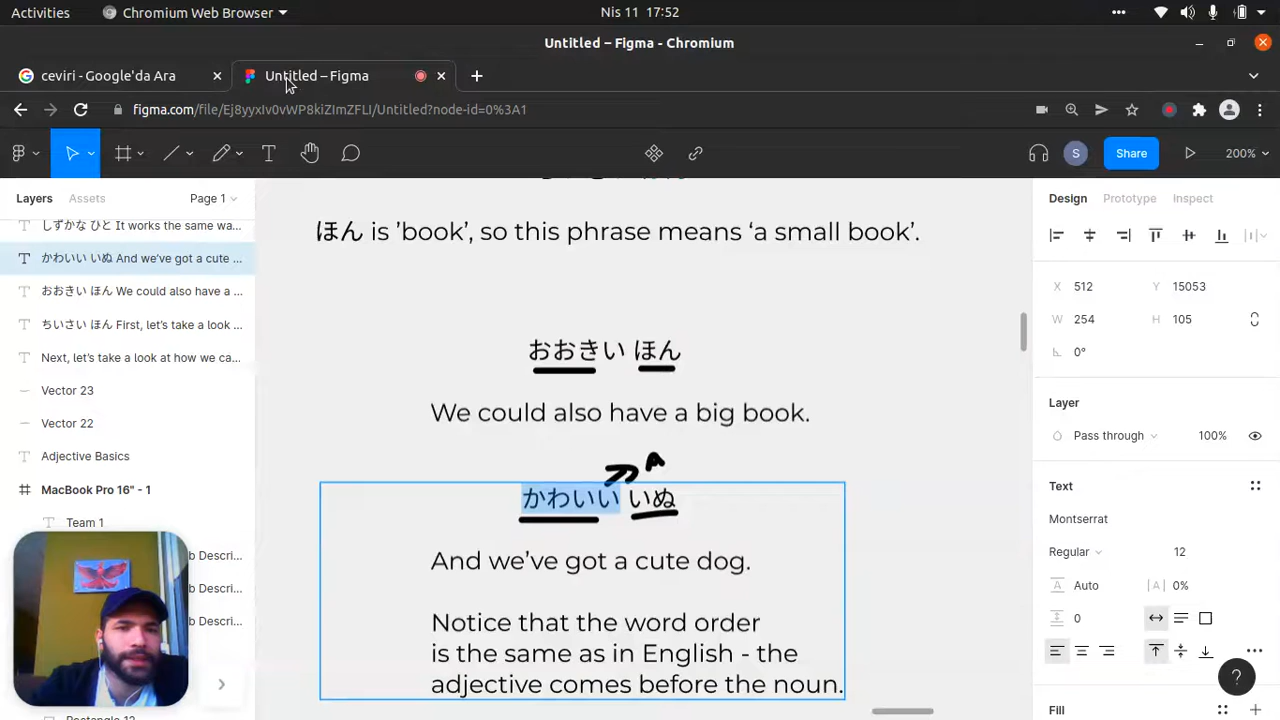 Activities
Chromium Web Browser
Nis 11 17:52
Untitled – Figma - Chromium
ceviri - Google'da Ara
Untitled – Figma
figma.com/file/Ej8yyxIv0vWP8kiZImZFLI/Untitled?node-id=0%3A1
S
Share
200%
Layers
Assets
Page 1
しずかな ひと It works the same wa...
かわいい いぬ And we've got a cute ...
おおきい ほん We could also have a ...
ちいさい ほん First, let's take a look ...
Next, let's take a look at how we ca...
Vector 23
Vector 22
Adjective Basics
MacBook Pro 16" - 1
Team 1
b Descri...
b Descri...
b Descri...
ほん is ’book’, so this phrase means ‘a small book’.
おおきい ほん
We could also have a big book.
A
かわいい いぬ
And we’ve got a cute dog.
Notice that the word order
is the same as in English - the
adjective comes before the noun.
Design
Prototype
Inspect
X 512
Y 15053
W 254
H 105
0°
Layer
Pass through
100%
Text
Montserrat
Regular
12
Auto
|A| 0%
0
Fill
?